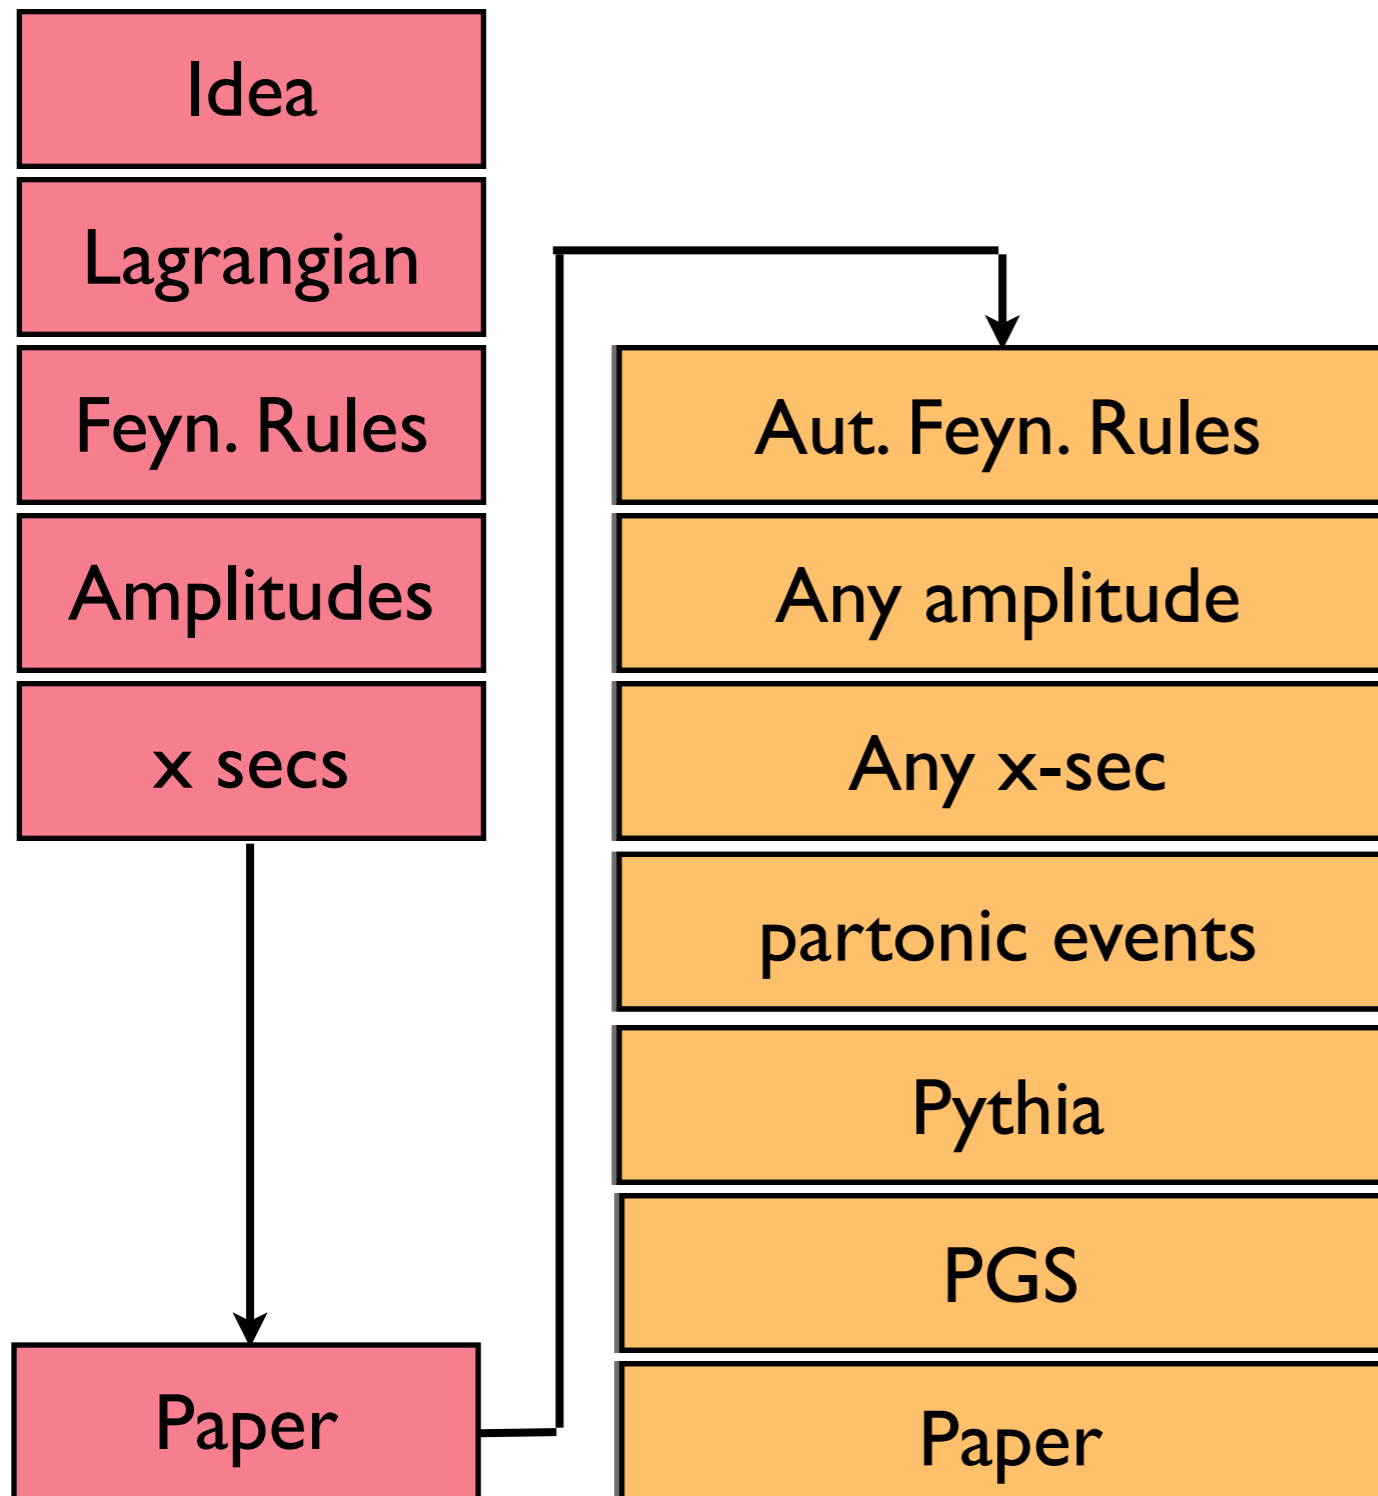 Idea
Lagrangian
Feyn. Rules
Amplitudes
x secs
Paper
Aut. Feyn. Rules
Any amplitude
Any x-sec
partonic events
Pythia
PGS
Paper